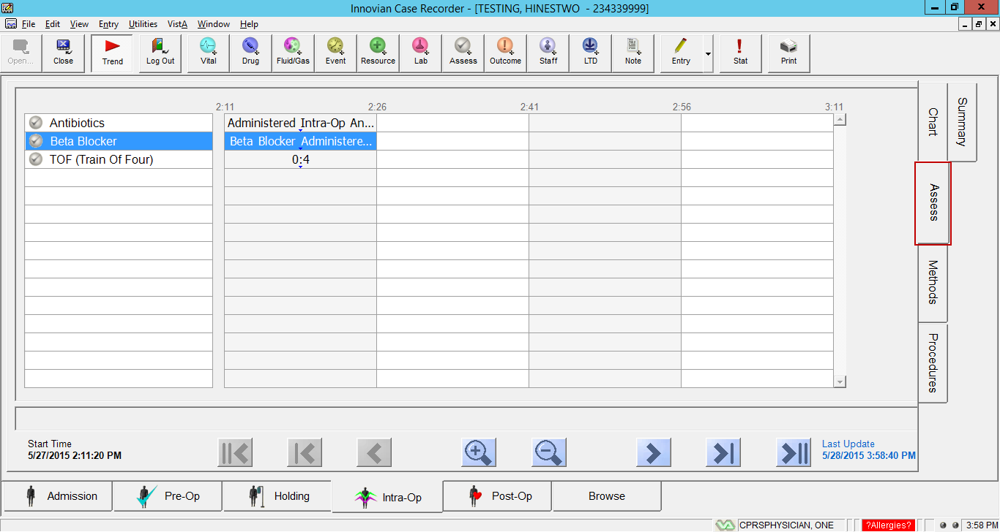 Innovian Case Recorder - [TESTING, HINESTWO - 234339999]
File Edit View Entry Utilities VistA Window Help
Open... Close Trend Log Out Vital Drug Fluid/Gas Event Resource Lab Assess Outcome Staff LTD Note Entry Stat Print
2:11 2:26 2:41 2:56 3:11
Antibiotics Administered Intra-Op An...
Beta Blocker Beta Blocker Administere...
TOF (Train Of Four) 0:4
Summary
Chart
Assess
Methods
Procedures
Start Time
5/27/2015 2:11:20 PM
Last Update
5/28/2015 3:58:40 PM
Admission Pre-Op Holding Intra-Op Post-Op Browse
CPRSPHYSICIAN, ONE ?Allergies? 3:58 PM